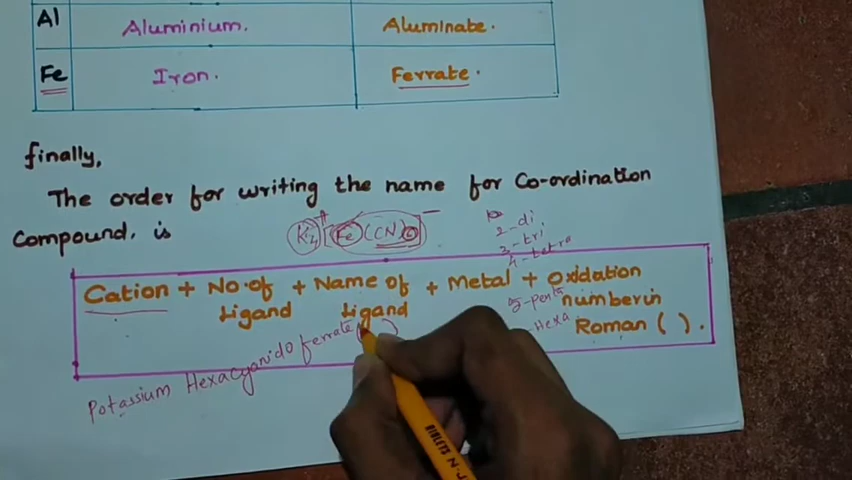 Al Aluminium. Aluminate.
Fe Iron. Ferrate.
finally,
The order for writing the name for Co-ordination
Compound. is
K4 [Fe (CN)6]
2-di
3-tri
4-tetra
5-penta
-Hexa
Cation + No.of + Name of + Metal + Oxidation
Ligand Ligand number in
Roman ( ).
Potassium Hexacyanido ferrate ( )